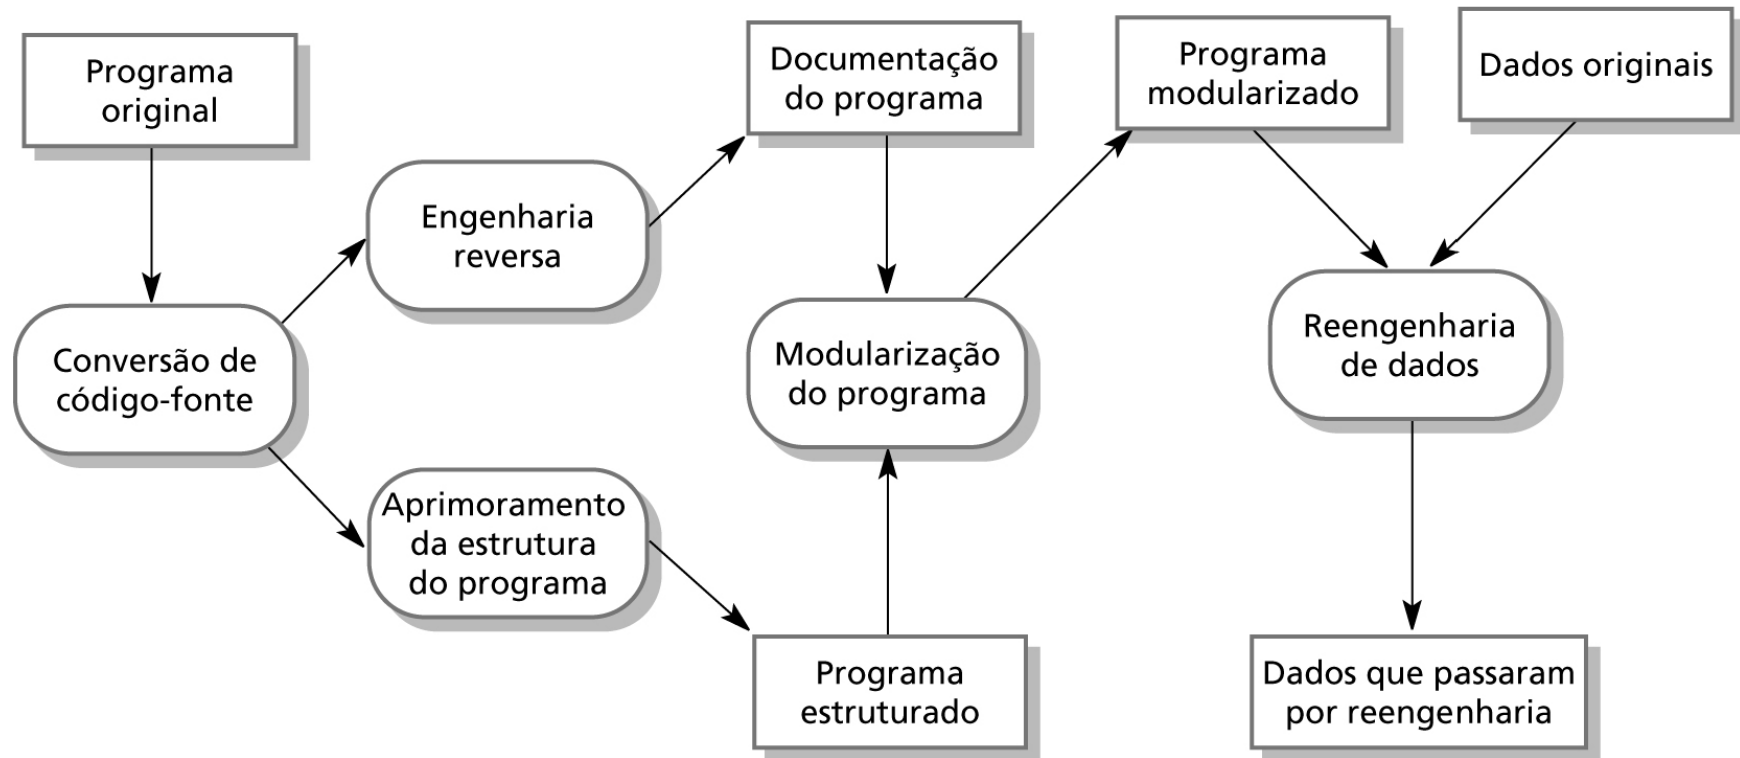 Programa
original
Conversão de
código-fonte
Engenharia
reversa
Aprimoramento
da estrutura
do programa
Documentação
do programa
Modularização
do programa
Programa
estruturado
Programa
modularizado
Dados originais
Reengenharia
de dados
Dados que passaram
por reengenharia